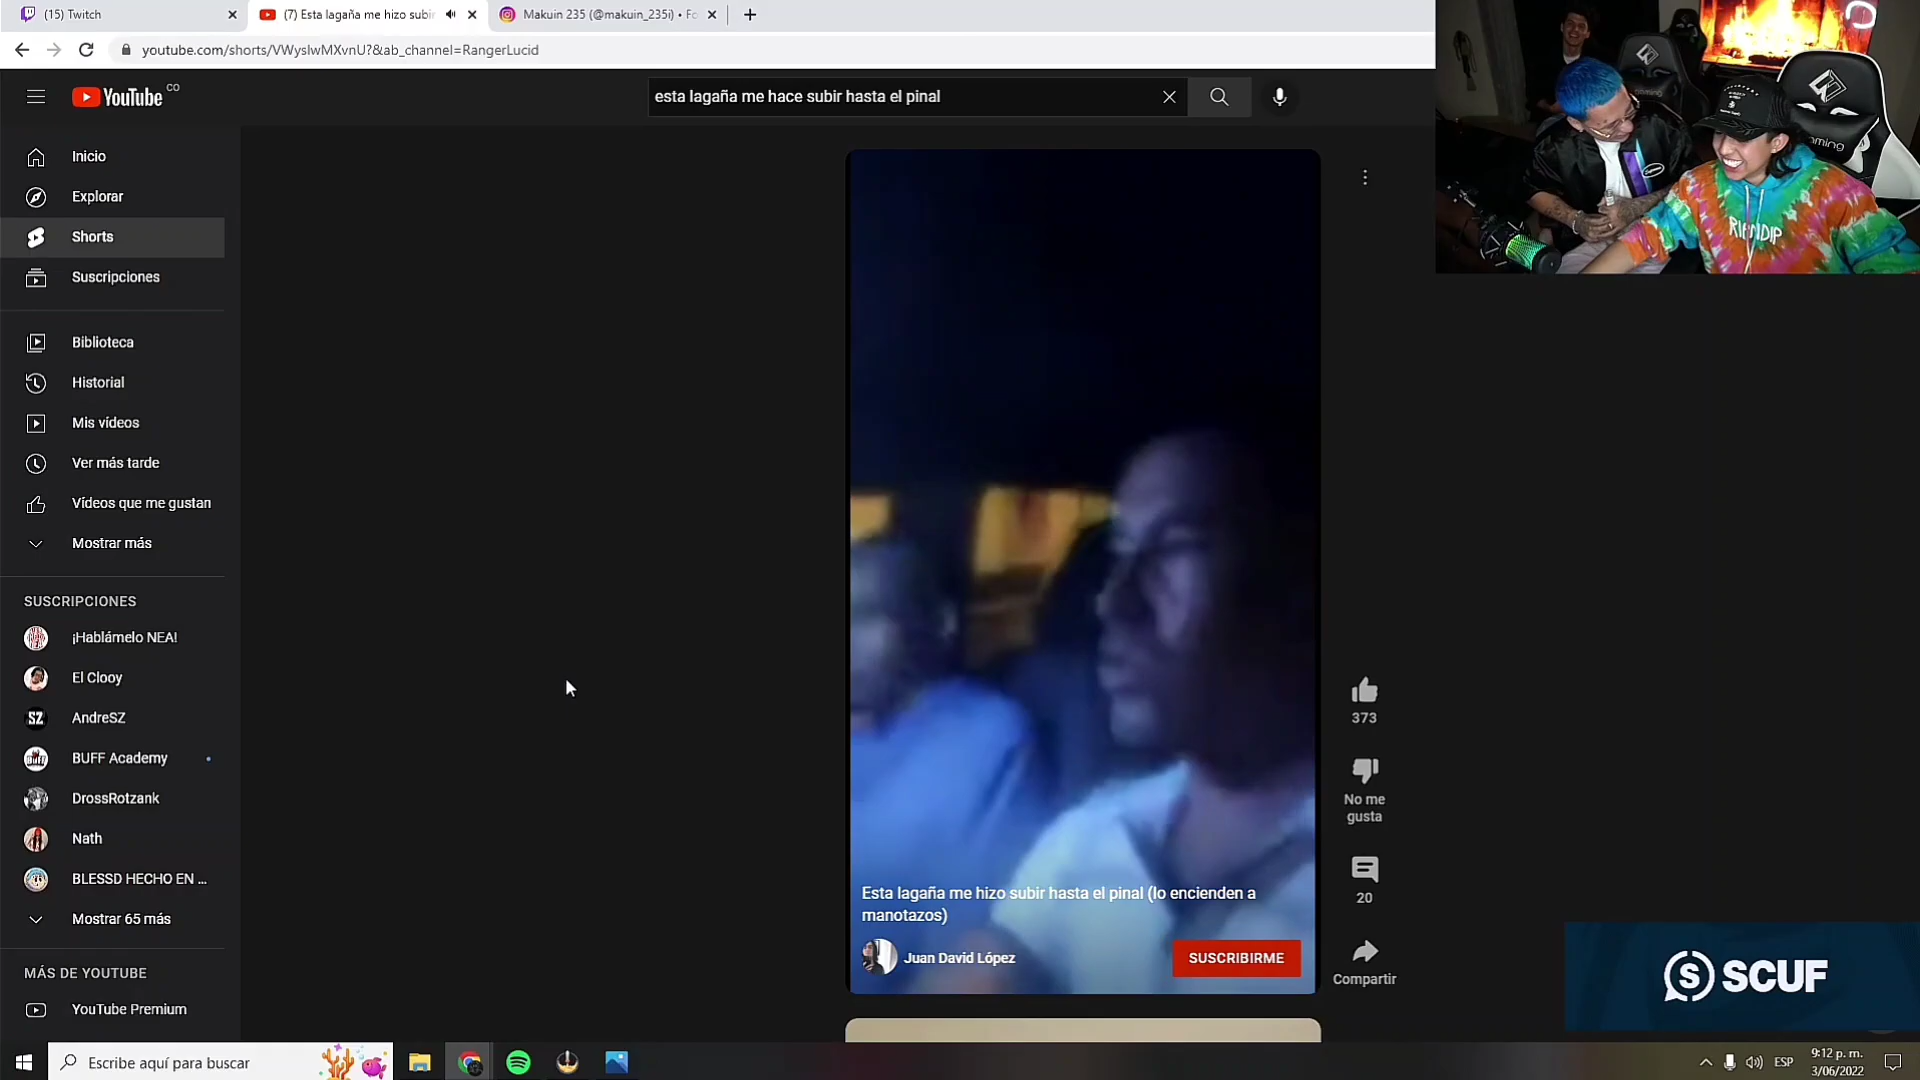 (15) Twitch
(7) Esta lagaña me hizo subir
Makuin 235 (@makuin_235i) • Fo
youtube.com/shorts/VWysIwMXvnU?&ab_channel=RangerLucid
YouTube CO
esta lagaña me hace subir hasta el pinal
Inicio
Explorar
Shorts
Suscripciones
Biblioteca
Historial
Mis vídeos
Ver más tarde
Vídeos que me gustan
Mostrar más
SUSCRIPCIONES
¡Hablámelo NEA!
El Clooy
AndreSZ
BUFF Academy
DrossRotzank
Nath
BLESSD HECHO EN ...
Mostrar 65 más
MÁS DE YOUTUBE
YouTube Premium
373
No me
gusta
20
Compartir
Esta lagaña me hizo subir hasta el pinal (lo encienden a
manotazos)
Juan David López
SUSCRIBIRME
SCUF
Escribe aquí para buscar
ESP
9:12 p. m.
3/06/2022